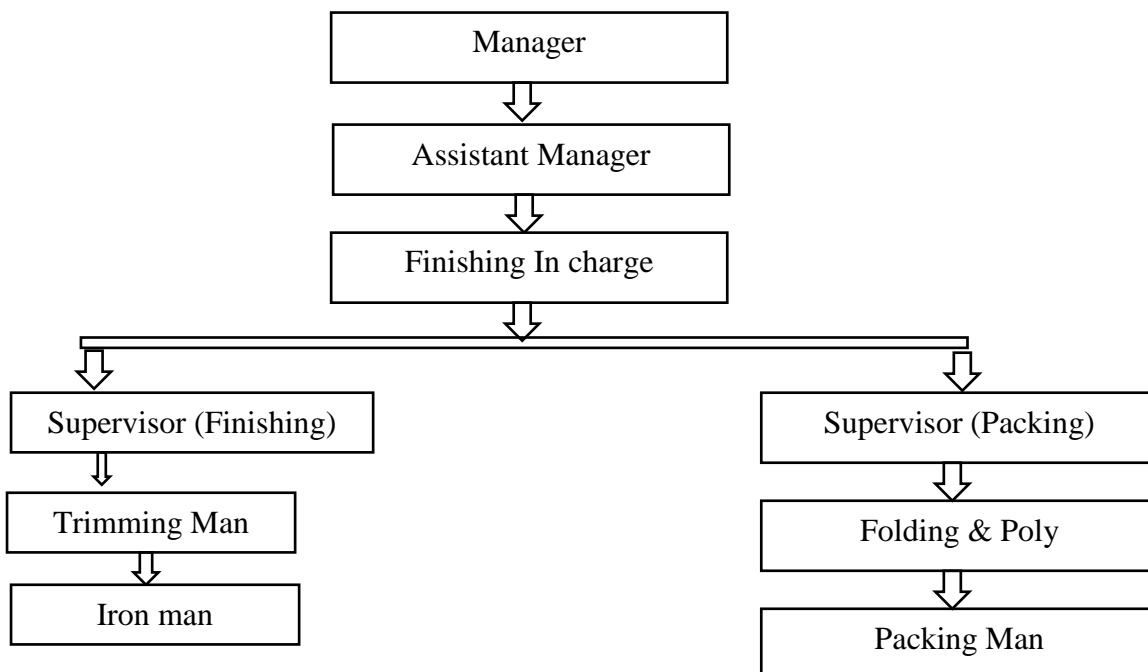 Manager
Assistant Manager
Finishing In charge
Supervisor (Finishing)
Supervisor (Packing)
Trimming Man
Folding & Poly
Iron man
Packing Man